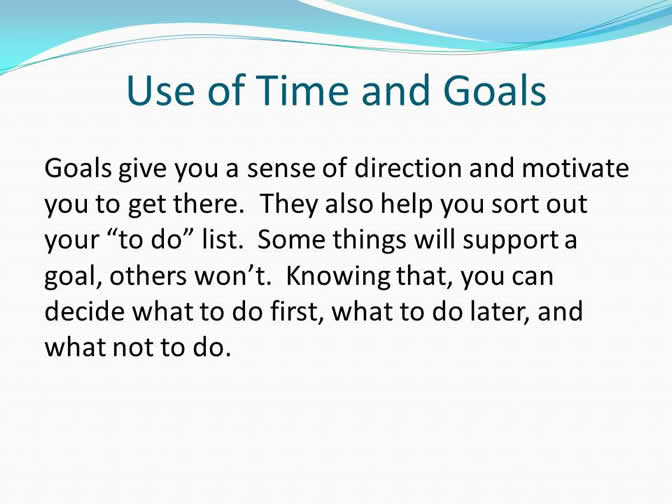 Use of Time and Goals
Goals give you a sense of direction and motivate
you to get there.  They also help you sort out
your “to do” list.  Some things will support a
goal, others won’t.  Knowing that, you can
decide what to do first, what to do later, and
what not to do.